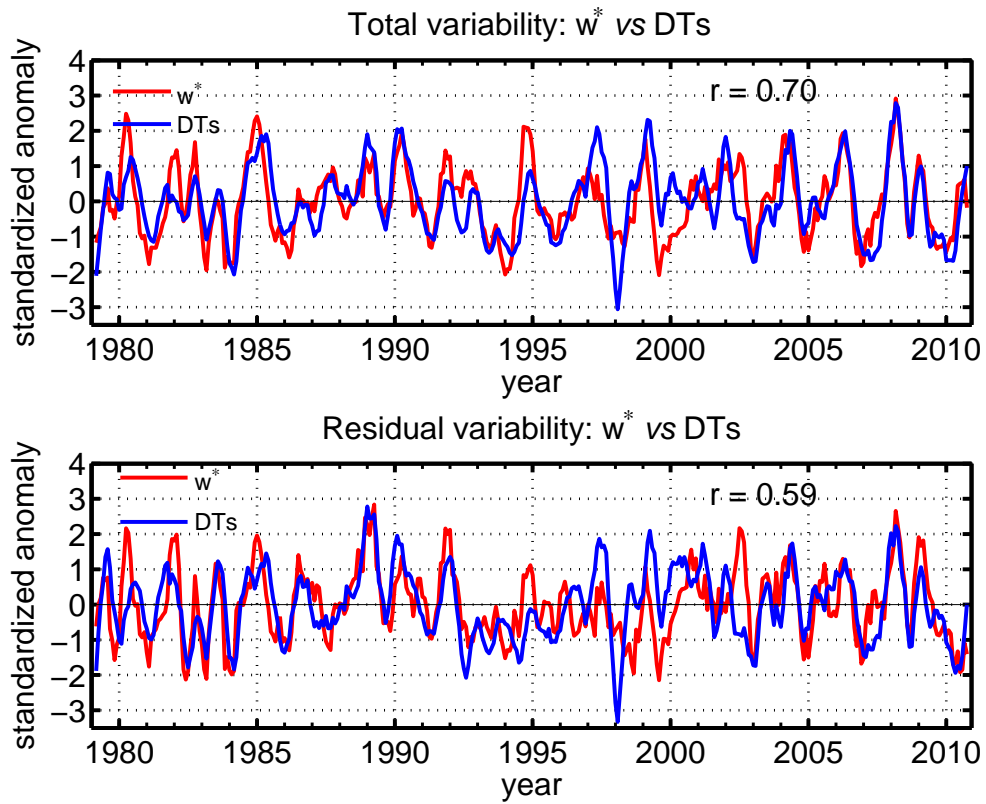 Total variability: w* vs DTs
standardized anomaly
4
3
2
1
0
−1
−2
−3
w*
DTs
r = 0.70
1980 1985 1990 1995 2000 2005 2010
year
Residual variability: w* vs DTs
standardized anomaly
4
3
2
1
0
−1
−2
−3
w*
DTs
r = 0.59
1980 1985 1990 1995 2000 2005 2010
year